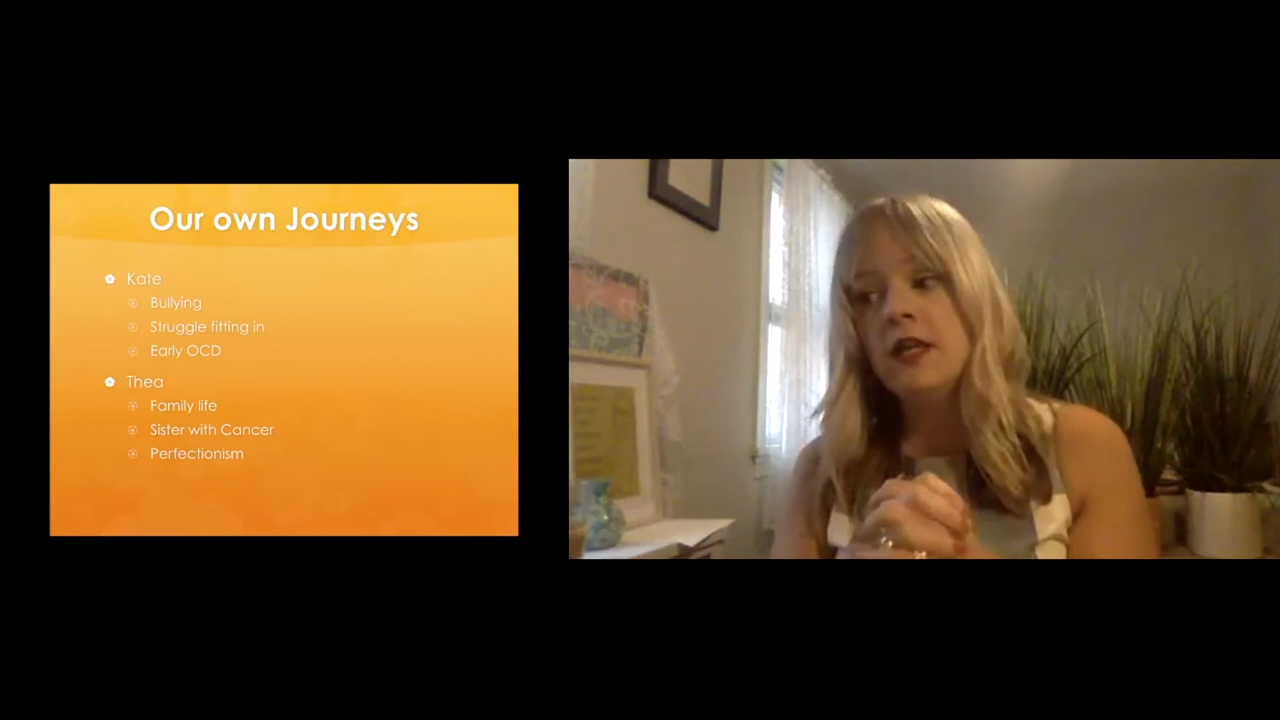 Our own Journeys
Kate
Bullying
Struggle fitting in
Early OCD
Thea
Family life
Sister with Cancer
Perfectionism